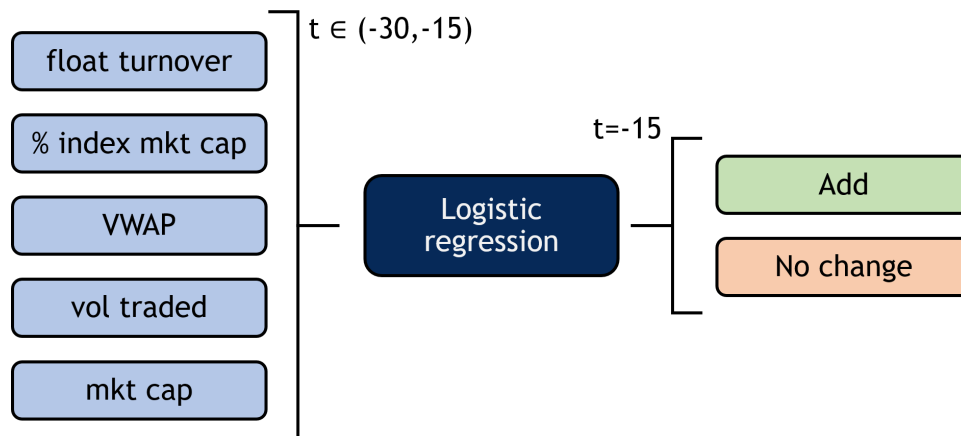 t ∈ (-30,-15)
float turnover
% index mkt cap
VWAP
vol traded
mkt cap
Logistic
regression
t=-15
Add
No change